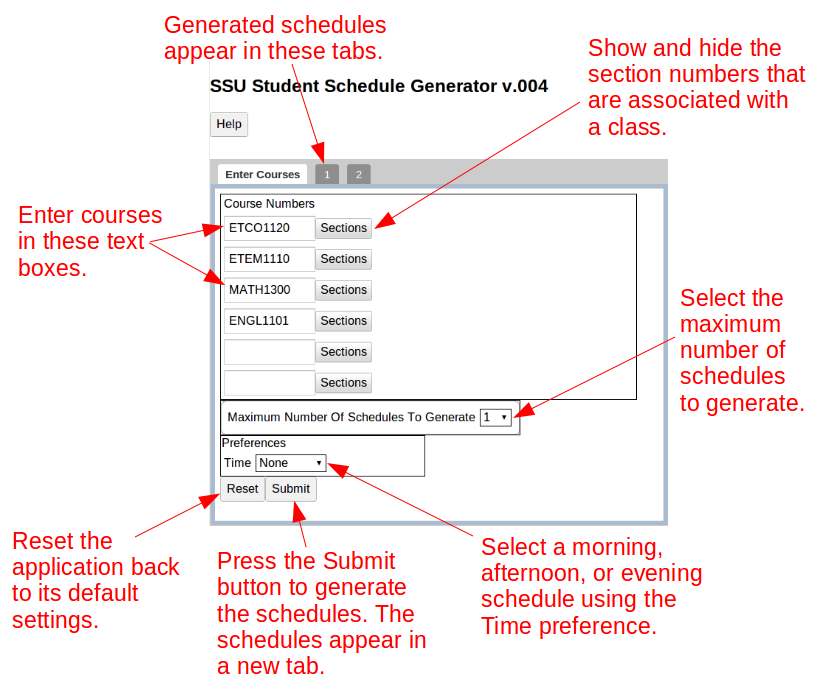 Generated schedules
appear in these tabs.
Show and hide the
section numbers that
are associated with
a class.
SSU Student Schedule Generator v.004
Help
Enter Courses 1 2
Course Numbers
Enter courses
in these text
boxes.
ETCO1120 Sections
ETEM1110 Sections
MATH1300 Sections
ENGL1101 Sections
Sections
Sections
Select the
maximum
number of
schedules
to generate.
Maximum Number Of Schedules To Generate 1
Preferences
Time None
Reset Submit
Reset the
application back
to its default
settings.
Press the Submit
button to generate
the schedules. The
schedules appear in
a new tab.
Select a morning,
afternoon, or evening
schedule using the
Time preference.